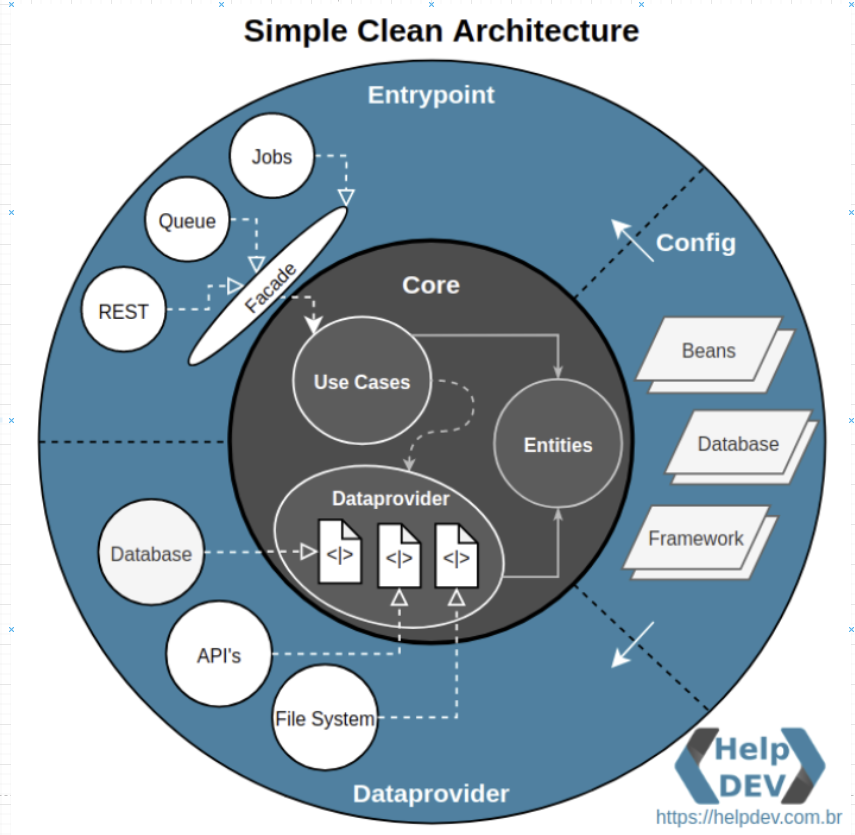 Simple Clean Architecture
Entrypoint
Jobs
Queue
REST
Facade
Config
Core
Use Cases
Entities
Beans
Database
Framework
Dataprovider
<|>
<|>
<|>
Database
API's
File System
Dataprovider
Help
DEV
https://helpdev.com.br